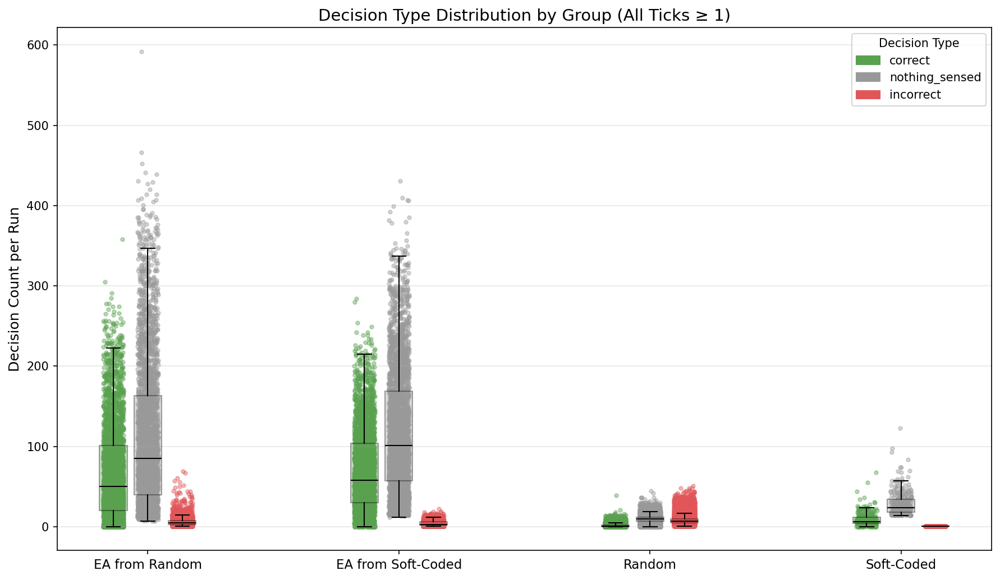 Decision Type Distribution by Group (All Ticks ≥ 1)
Decision Type
correct
nothing_sensed
incorrect
Decision Count per Run
600
500
400
300
200
100
0
EA from Random
EA from Soft-Coded
Random
Soft-Coded